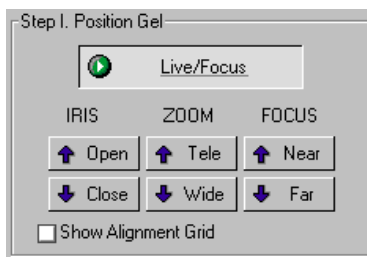 Step I. Position Gel
Live/Focus
IRIS ZOOM FOCUS
Open Tele Near
Close Wide Far
Show Alignment Grid